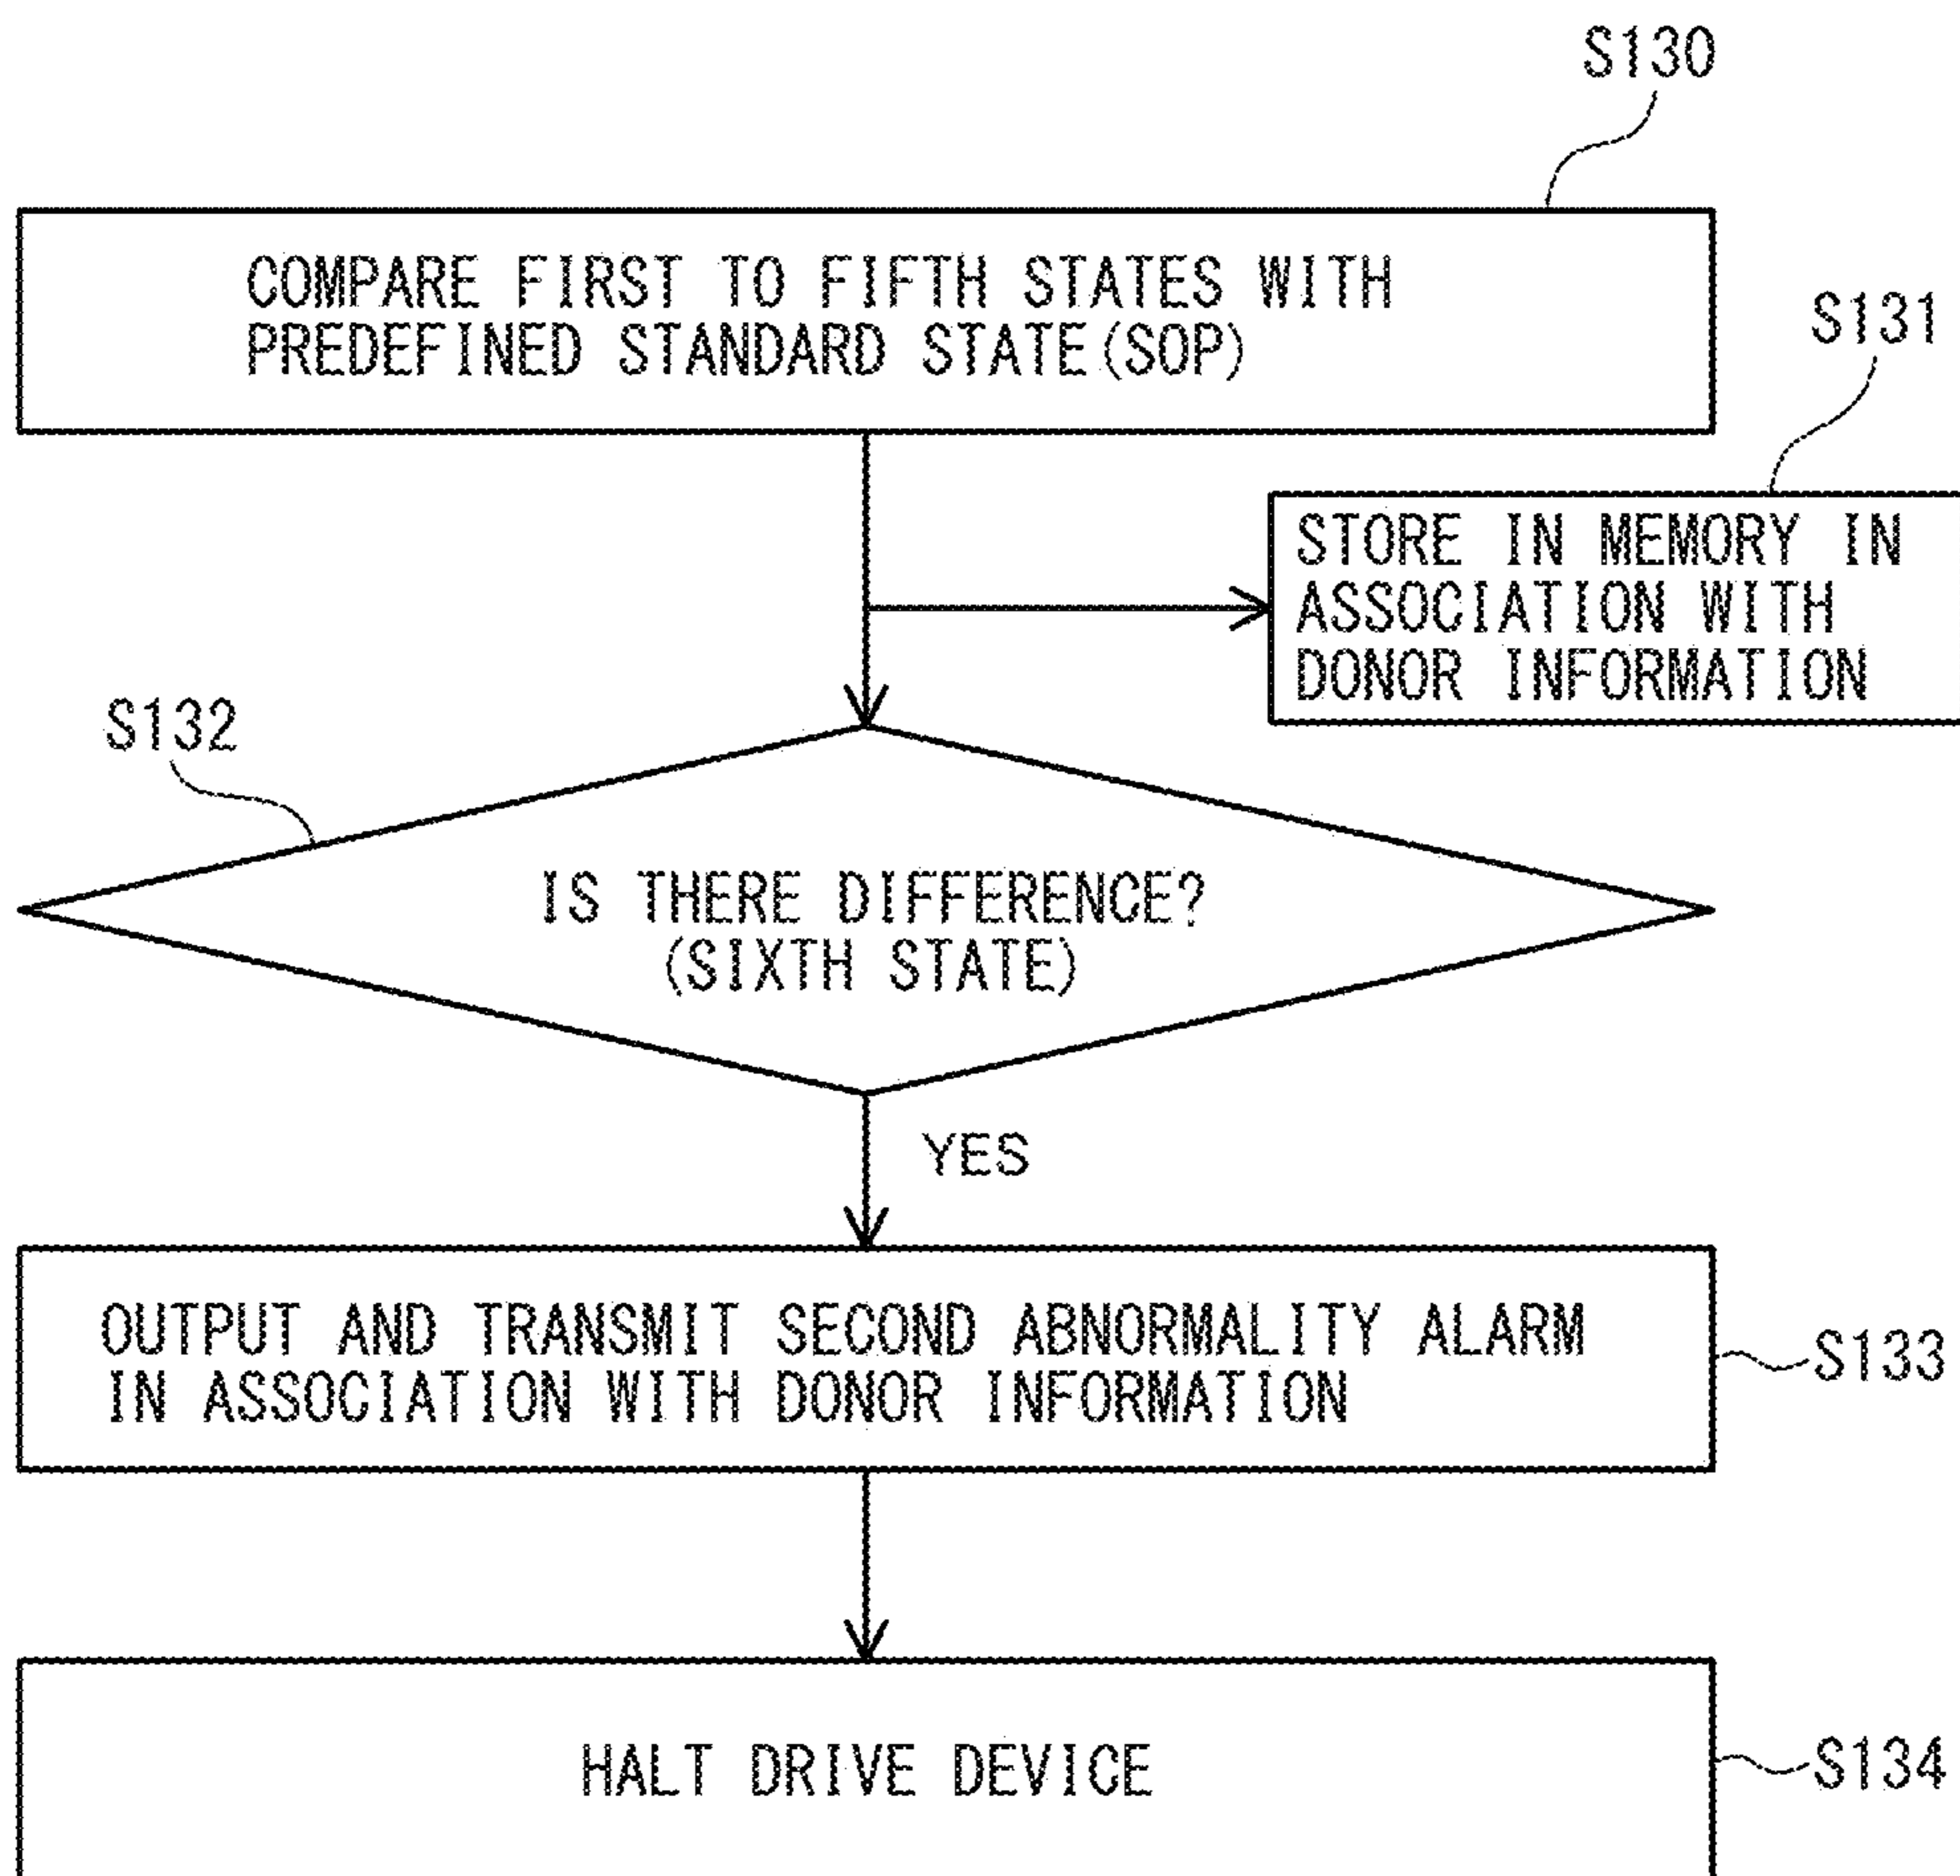 S130
COMPARE FIRST TO FIFTH STATES WITH
PREDEFINED STANDARD STATE(SOP)
S131
STORE IN MEMORY IN
ASSOCIATION WITH
DONOR INFORMATION
S132
IS THERE DIFFERENCE?
(SIXTH STATE)
YES
OUTPUT AND TRANSMIT SECOND ABNORMALITY ALARM
IN ASSOCIATION WITH DONOR INFORMATION
S133
HALT DRIVE DEVICE
S134